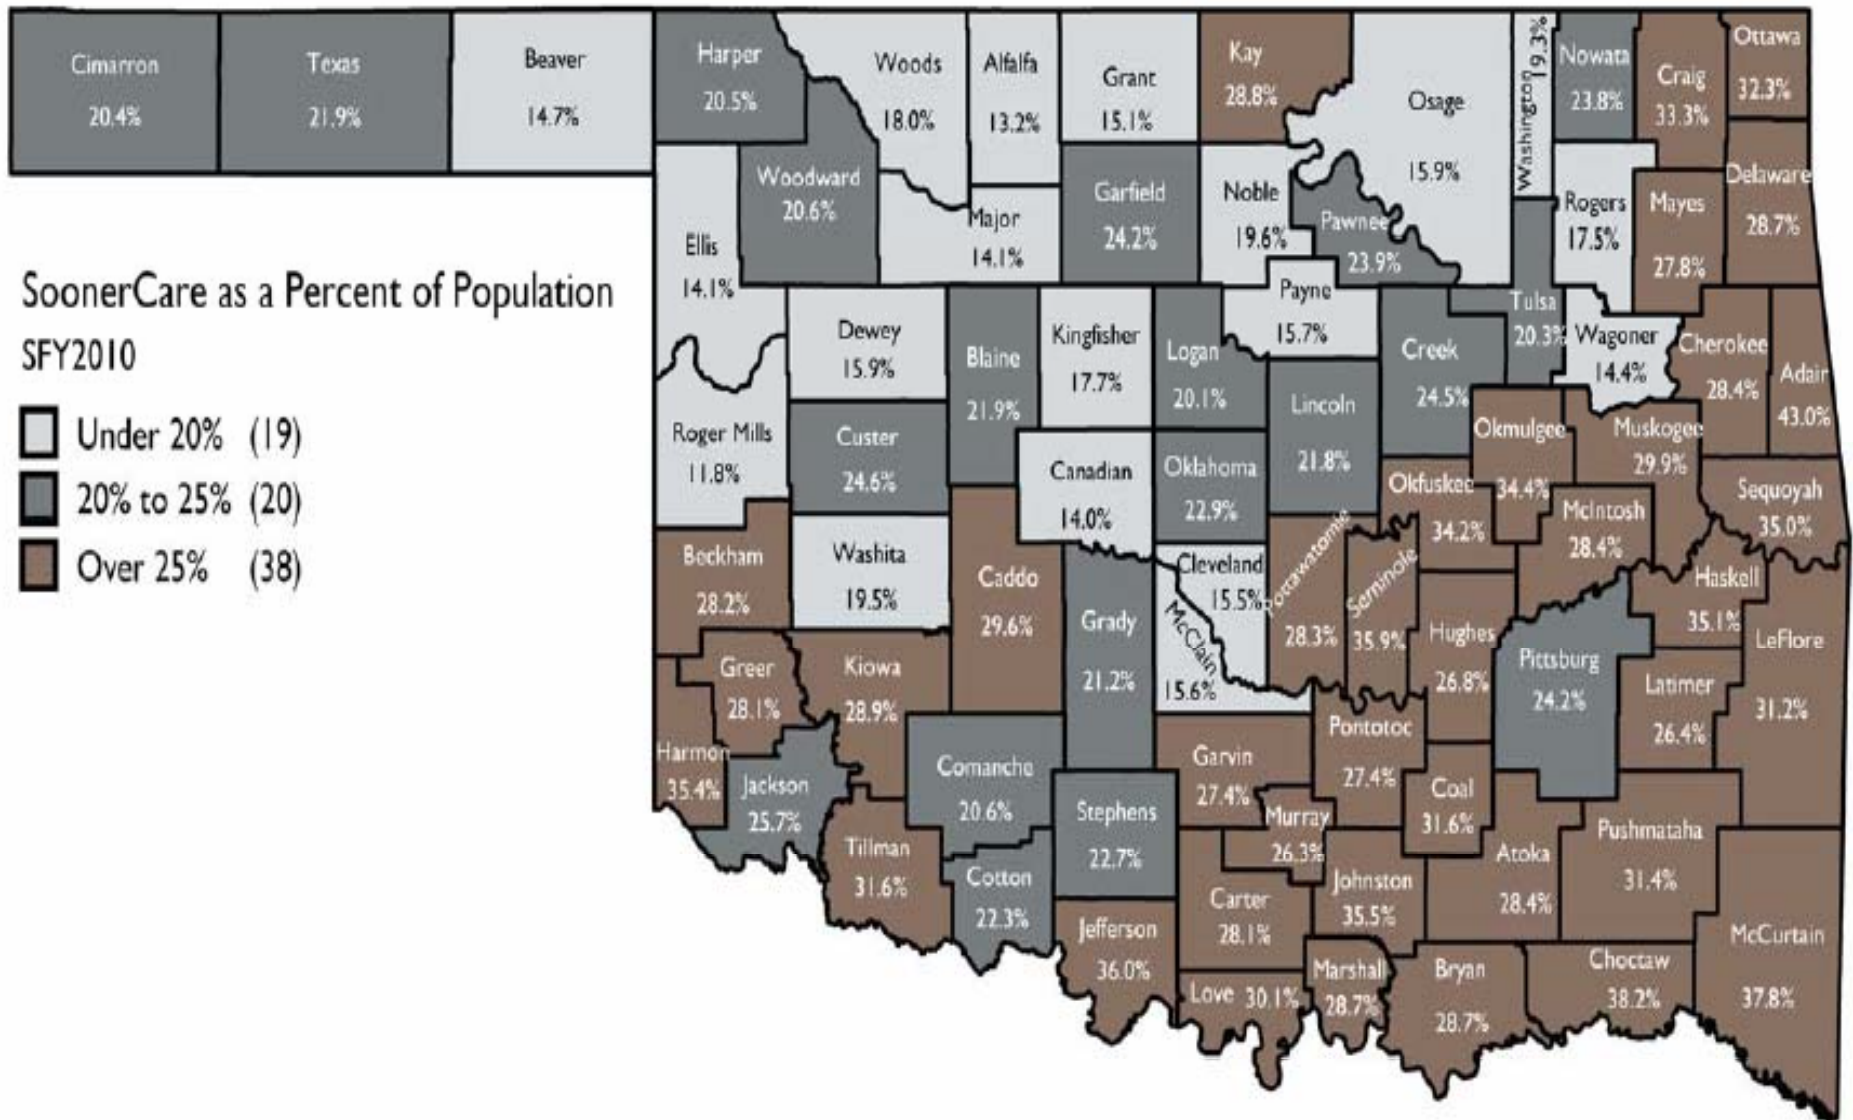 Cimarron
20.4%
Texas
21.9%
Beaver
14.7%
Harper
20.5%
Woods
18.0%
Alfalfa
13.2%
Grant
15.1%
Kay
28.8%
Osage
15.9%
Washington
19.3%
Nowata
23.8%
Craig
33.3%
Ottawa
32.3%
Woodward
20.6%
Ellis
14.1%
Major
14.1%
Garfield
24.2%
Noble
19.6%
Pawnee
23.9%
Rogers
17.5%
Mayes
27.8%
Delaware
28.7%
SoonerCare as a Percent of Population
SFY2010
Under 20% (19)
20% to 25% (20)
Over 25% (38)
Dewey
15.9%
Blaine
21.9%
Kingfisher
17.7%
Logan
20.1%
Payne
15.7%
Creek
24.5%
Tulsa
20.3%
Wagoner
14.4%
Cherokee
28.4%
Adair
43.0%
Roger Mills
11.8%
Custer
24.6%
Canadian
14.0%
Oklahoma
22.9%
Lincoln
21.8%
Okmulgee
34.4%
Muskogee
29.9%
Okfuskee
34.2%
McIntosh
28.4%
Sequoyah
35.0%
Beckham
28.2%
Washita
19.5%
Caddo
29.6%
Grady
21.2%
Cleveland
15.5%
McClain
15.6%
Pottawatomie
28.3%
Seminole
35.9%
Hughes
26.8%
Pittsburg
24.2%
Haskell
35.1%
LeFlore
31.2%
Latimer
26.4%
Greer
28.1%
Kiowa
28.9%
Harmon
35.4%
Jackson
25.7%
Comanche
20.6%
Stephens
22.7%
Garvin
27.4%
Murray
26.3%
Pontotoc
27.4%
Coal
31.6%
Atoka
28.4%
Pushmataha
31.4%
Tillman
31.6%
Cotton
22.3%
Jefferson
36.0%
Carter
28.1%
Johnston
35.5%
Love 30.1%
Marshall
28.7%
Bryan
28.7%
Choctaw
38.2%
McCurtain
37.8%